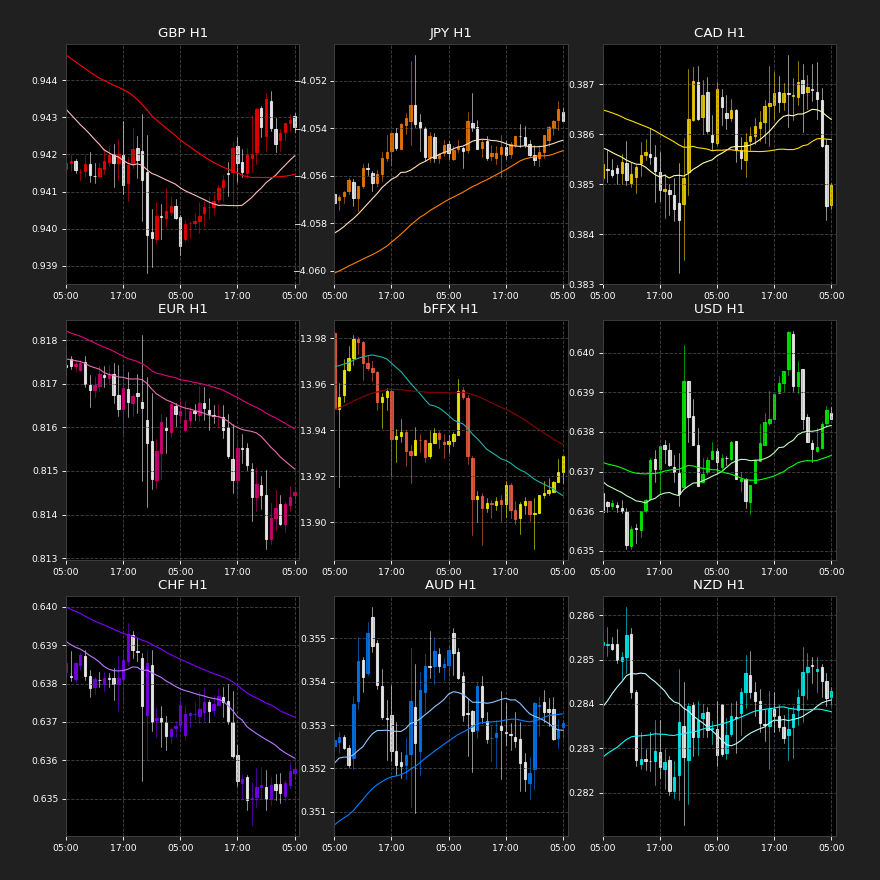 GBP H1
0.944
0.943
0.942
0.941
0.940
0.939
05:00 17:00 05:00 17:00 05:00
JPY H1
−4.052
−4.054
−4.056
−4.058
−4.060
05:00 17:00 05:00 17:00 05:00
CAD H1
0.387
0.386
0.385
0.384
0.383
05:00 17:00 05:00 17:00 05:00
EUR H1
0.818
0.817
0.816
0.815
0.814
0.813
05:00 17:00 05:00 17:00 05:00
bFFX H1
13.98
13.96
13.94
13.92
13.90
05:00 17:00 05:00 17:00 05:00
USD H1
0.640
0.639
0.638
0.637
0.636
0.635
05:00 17:00 05:00 17:00 05:00
CHF H1
0.640
0.639
0.638
0.637
0.636
0.635
05:00 17:00 05:00 17:00 05:00
AUD H1
0.355
0.354
0.353
0.352
0.351
05:00 17:00 05:00 17:00 05:00
NZD H1
0.286
0.285
0.284
0.283
0.282
05:00 17:00 05:00 17:00 05:00